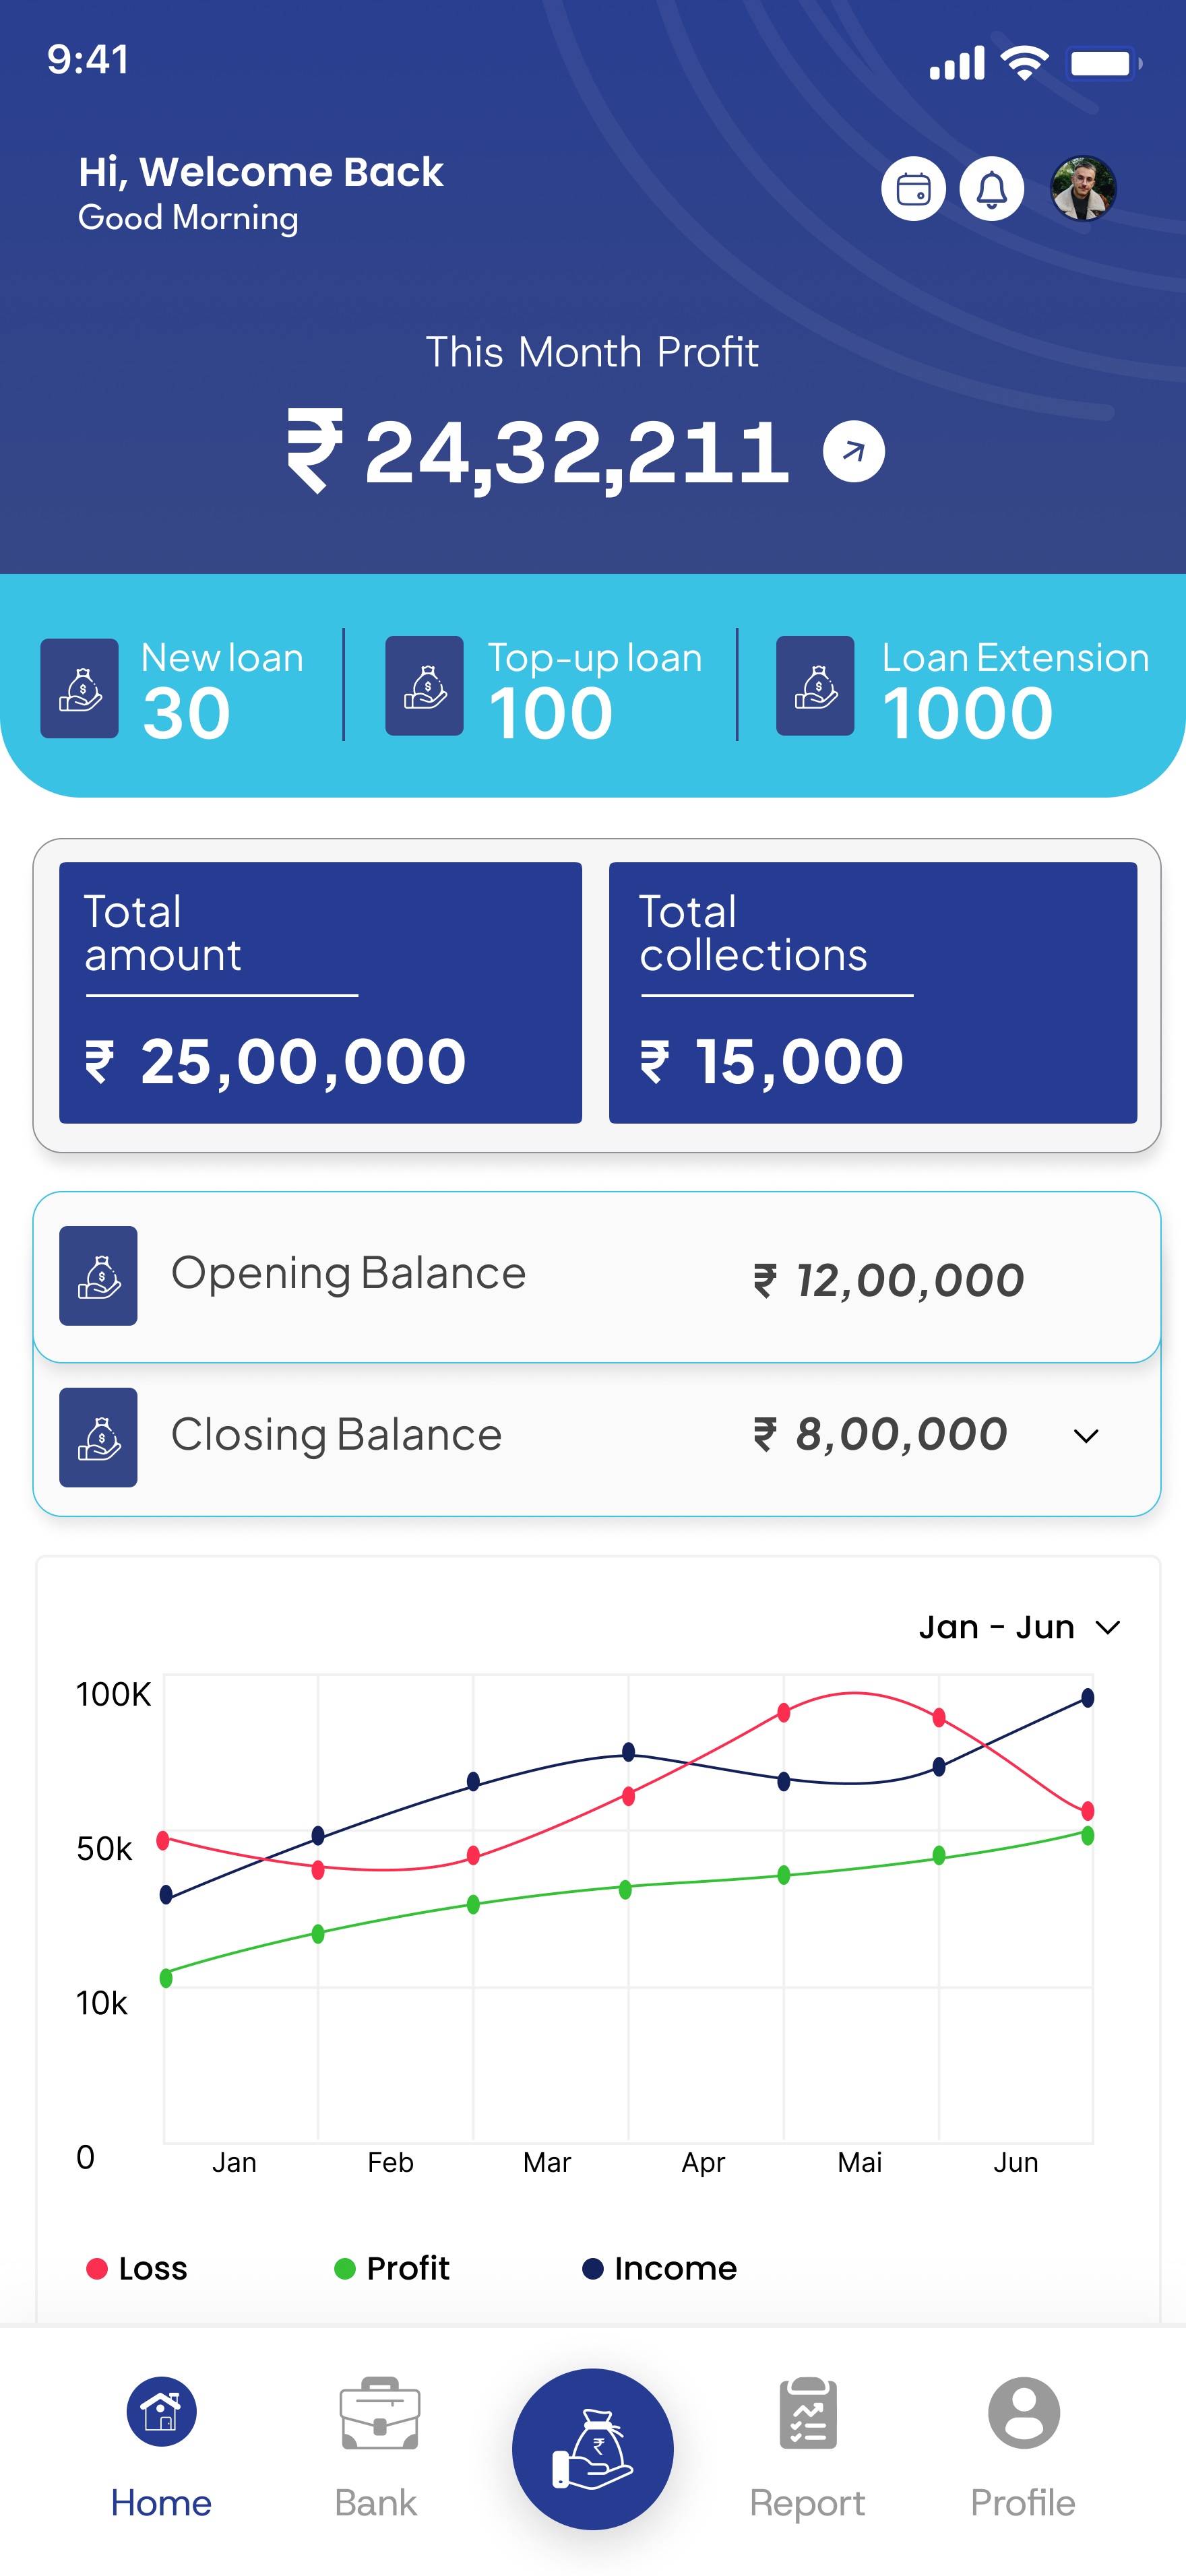 9:41
Hi, Welcome Back
Good Morning
This Month Profit
₹ 24,32,211
New loan
30
Top-up loan
100
Loan Extension
1000
Total
amount
₹ 25,00,000
Total
collections
₹ 15,000
Opening Balance ₹ 12,00,000
Closing Balance ₹ 8,00,000
Jan - Jun
100K
50k
10k
0
Jan Feb Mar Apr Mai Jun
Loss Profit Income
Home Bank Report Profile